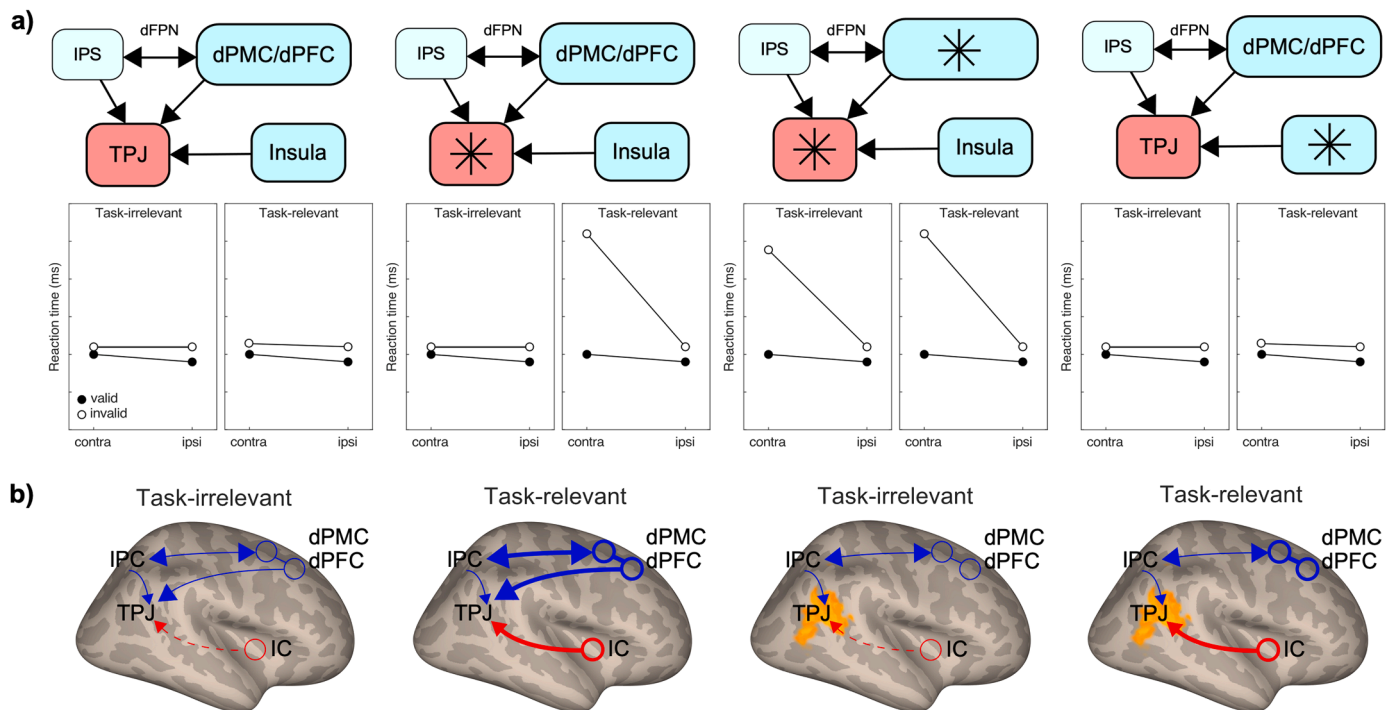 a)
IPS
dFPN
dPMC/dPFC
TPJ
Insula
IPS
dFPN
dPMC/dPFC
Insula
IPS
dFPN
Insula
IPS
dFPN
dPMC/dPFC
TPJ
Reaction time (ms)
Task-irrelevant
valid
invalid
contra
ipsi
Task-relevant
contra
ipsi
Reaction time (ms)
Task-irrelevant
contra
ipsi
Task-relevant
contra
ipsi
Reaction time (ms)
Task-irrelevant
contra
ipsi
Task-relevant
contra
ipsi
Reaction time (ms)
Task-irrelevant
contra
ipsi
Task-relevant
contra
ipsi
b)
Task-irrelevant
IPC
dPMC
dPFC
TPJ
IC
Task-relevant
IPC
dPMC
dPFC
TPJ
IC
Task-irrelevant
IPC
dPMC
dPFC
TPJ
IC
Task-relevant
IPC
dPMC
dPFC
TPJ
IC